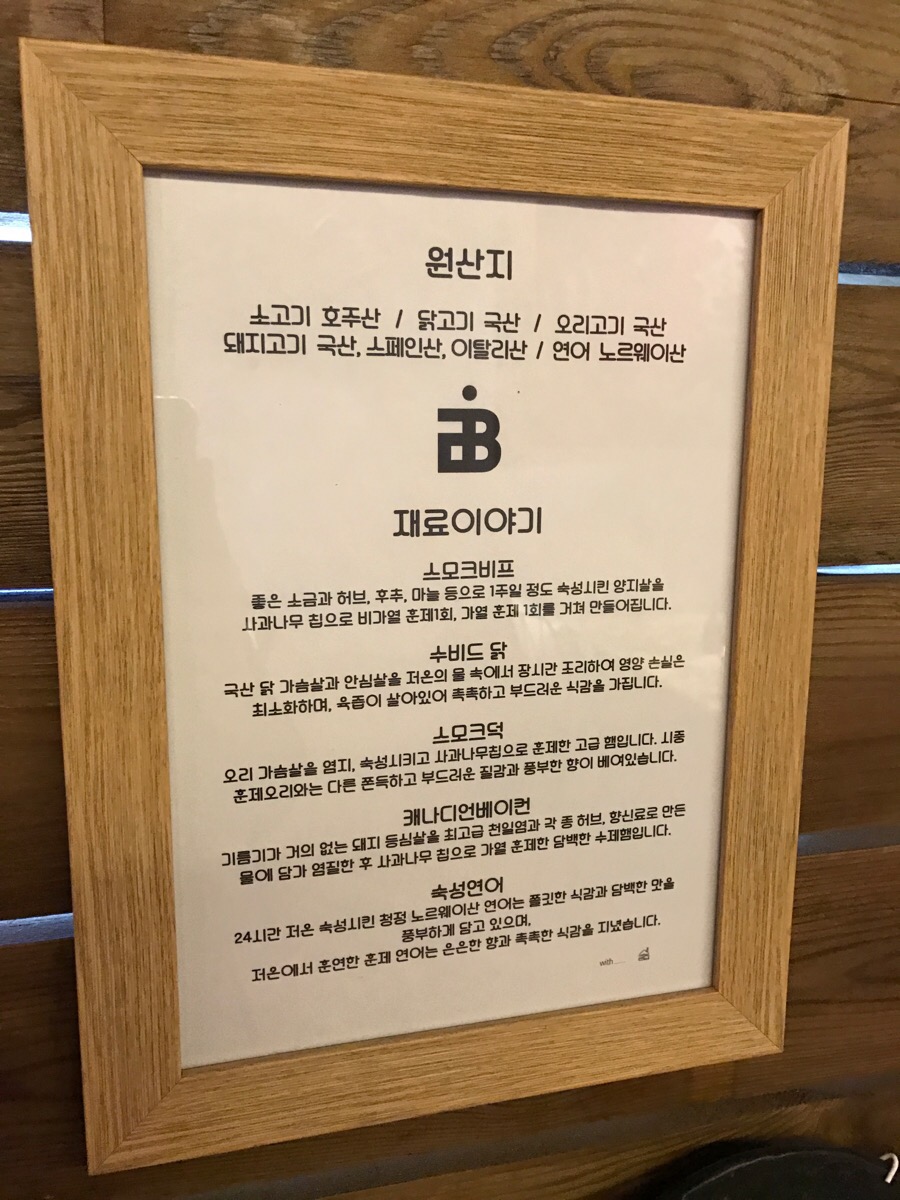 원산지
소고기 호주산 / 닭고기 국산 / 오리고기 국산
돼지고기 국산, 스페인산, 이탈리산 / 연어 노르웨이산
재료이야기
스모크비프
좋은 소금과 허브, 후추, 마늘 등으로 1주일 정도 숙성시킨 양지살을
사과나무 칩으로 비가열 훈제1회, 가열 훈제 1회를 거쳐 만들어집니다.
수비드 닭
국산 닭 가슴살과 안심살을 저온의 물 속에서 장시간 조리하여 영양 손실은
최소화하며, 육즙이 살아있어 촉촉하고 부드러운 식감을 가집니다.
스모크덕
오리 가슴살을 염지, 숙성시키고 사과나무칩으로 훈제한 고급 햄입니다. 시중
훈제오리와는 다른 쫀득하고 부드러운 질감과 풍부한 향이 베여있습니다.
캐나디언베이컨
기름기가 거의 없는 돼지 등심살을 최고급 천일염과 각 종 허브, 향신료로 만든
물에 담가 염질한 후 사과나무 칩으로 가열 훈제한 담백한 수제햄입니다.
숙성연어
24시간 저온 숙성시킨 청정 노르웨이산 연어는 쫄깃한 식감과 담백한 맛을
풍부하게 담고 있으며,
저온에서 훈연한 훈제 연어는 은은한 향과 촉촉한 식감을 지녔습니다.
with